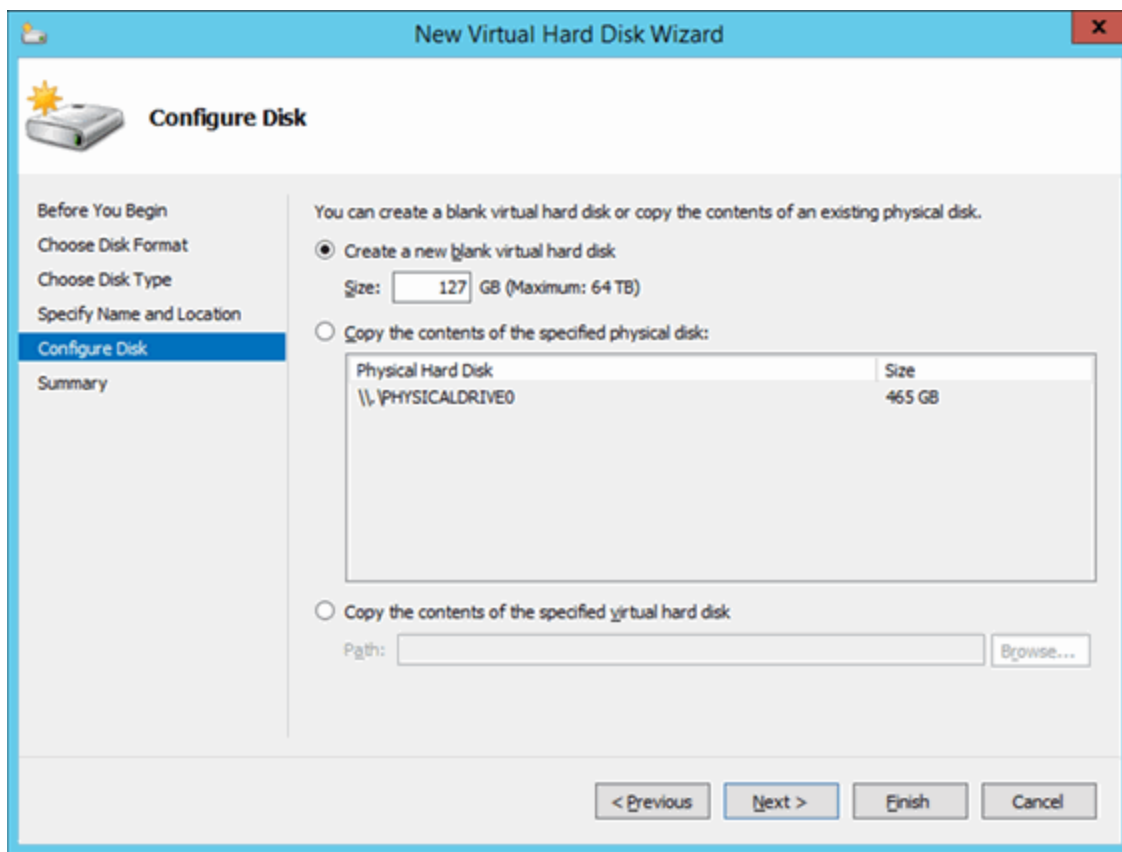 New Virtual Hard Disk Wizard
x
Configure Disk
Before You Begin
Choose Disk Format
Choose Disk Type
Specify Name and Location
Configure Disk
Summary
You can create a blank virtual hard disk or copy the contents of an existing physical disk.
Create a new blank virtual hard disk
Size: 127 GB (Maximum: 64 TB)
Copy the contents of the specified physical disk:
Physical Hard Disk Size
\\.\PHYSICALDRIVE0 465 GB
Copy the contents of the specified virtual hard disk
Path: Browse...
< Previous Next > Finish Cancel